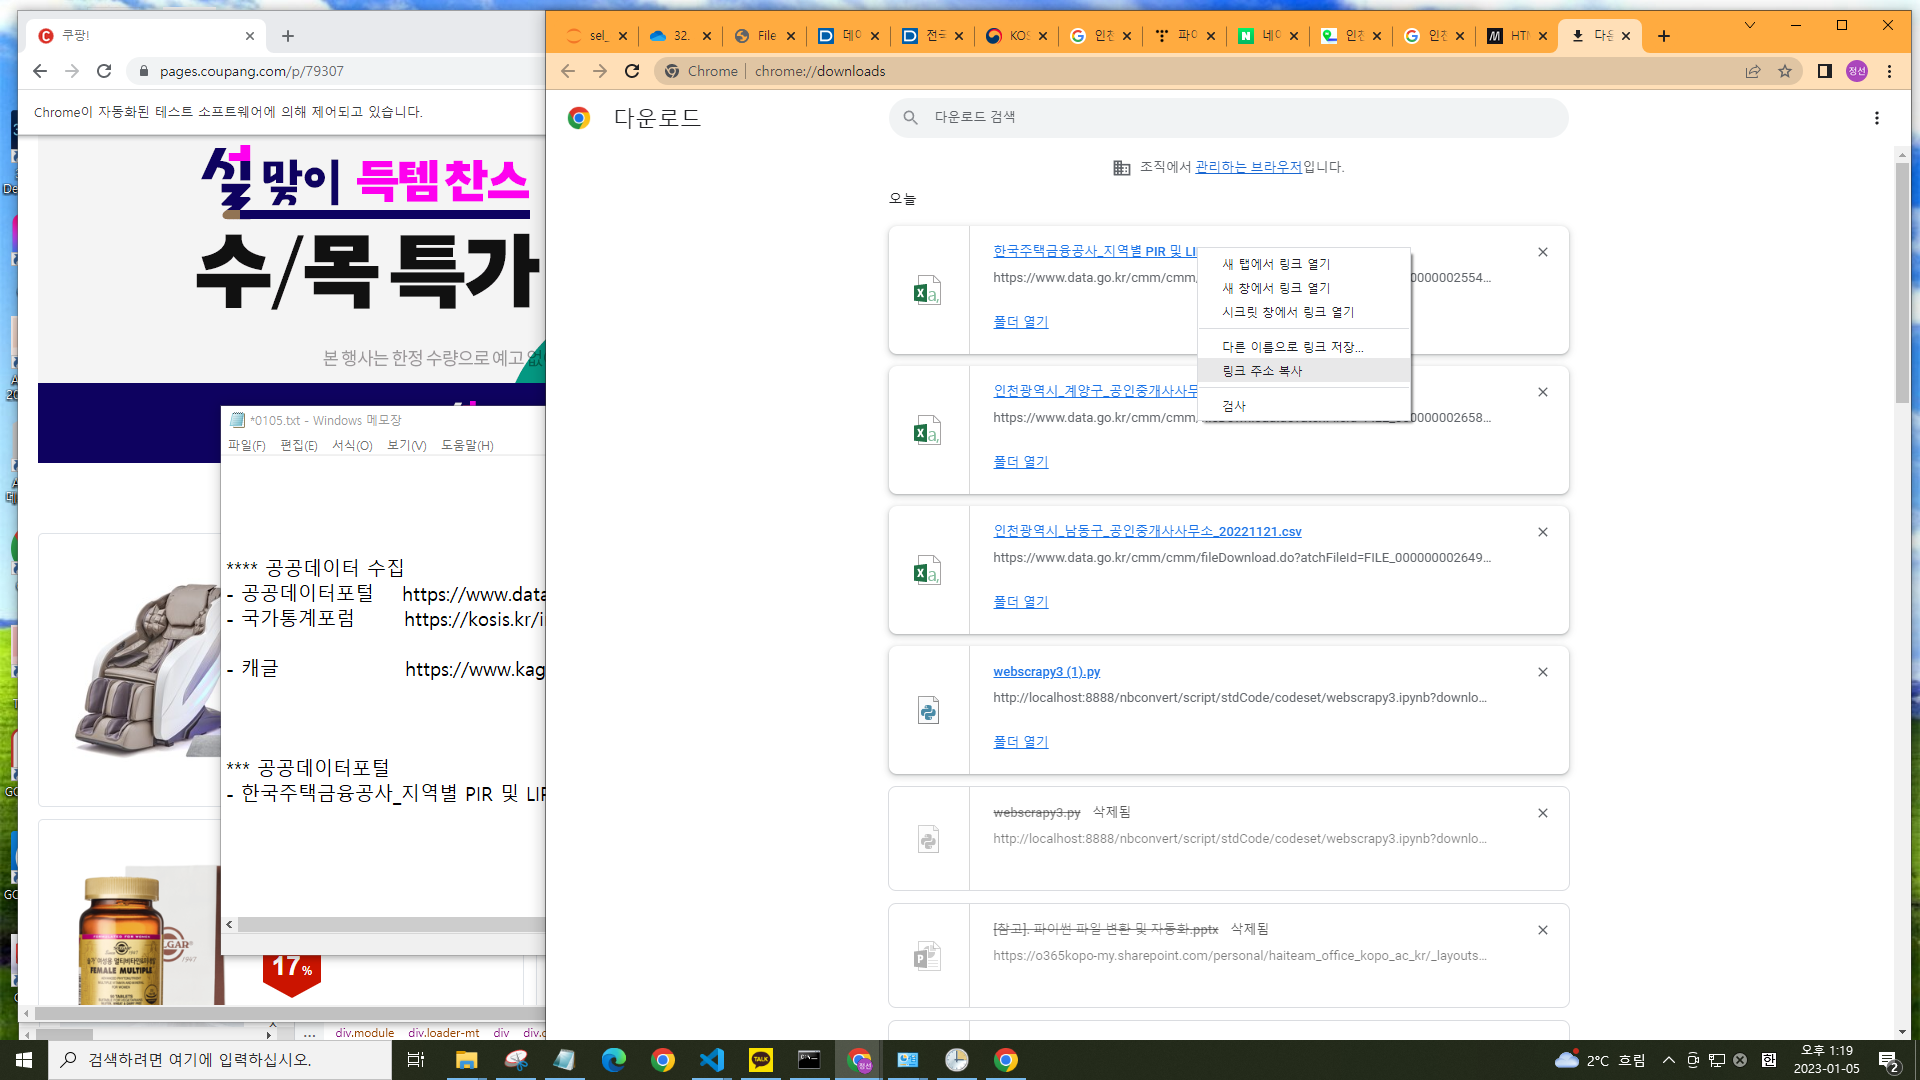 쿠팡!
pages.coupang.com/p/79307
Chrome이 자동화된 테스트 소프트웨어에 의해 제어되고 있습니다.
설 맞이 득템 찬스
수/목 특가
본 행사는 한정 수량으로 예고 없
*0105.txt - Windows 메모장
파일(F) 편집(E) 서식(O) 보기(V) 도움말(H)
**** 공공데이터 수집
- 공공데이터포털 https://www.data
- 국가통계포럼 https://kosis.kr/i
- 캐글 https://www.kag
*** 공공데이터포털
- 한국주택금융공사_지역별 PIR 및 LIR
SOLGAR
1947
FEMALE MULTIPLE
17%
... div.module div.loader-mt div
sel_ 32. File 데이 전국 KOS 인천 파이 네이 인천 인천 HTM 다운
Chrome | chrome://downloads
정선
다운로드
다운로드 검색
조직에서 관리하는 브라우저입니다.
오늘
한국주택금융공사_지역별 PIR 및 LI
https://www.data.go.kr/cmm/cmm/
0000002554...
폴더 열기
새 탭에서 링크 열기
새 창에서 링크 열기
시크릿 창에서 링크 열기
다른 이름으로 링크 저장...
링크 주소 복사
검사
인천광역시_계양구_공인중개사사무
https://www.data.go.kr/cmm/cmm/fileDownload.do?atchFileId=FILE_000000002658...
폴더 열기
인천광역시_남동구_공인중개사사무소_20221121.csv
https://www.data.go.kr/cmm/cmm/fileDownload.do?atchFileId=FILE_000000002649...
폴더 열기
webscrapy3 (1).py
http://localhost:8888/nbconvert/script/stdCode/codeset/webscrapy3.ipynb?downlo...
폴더 열기
webscrapy3.py 삭제됨
http://localhost:8888/nbconvert/script/stdCode/codeset/webscrapy3.ipynb?downlo...
[참고]. 파이썬 파일 변환 및 자동화.pptx 삭제됨
https://o365kopo-my.sharepoint.com/personal/haiteam_office_kopo_ac_kr/_layouts...
검색하려면 여기에 입력하십시오.
TALK
정선
2°C 흐림
한
오후 1:19
2023-01-05
2